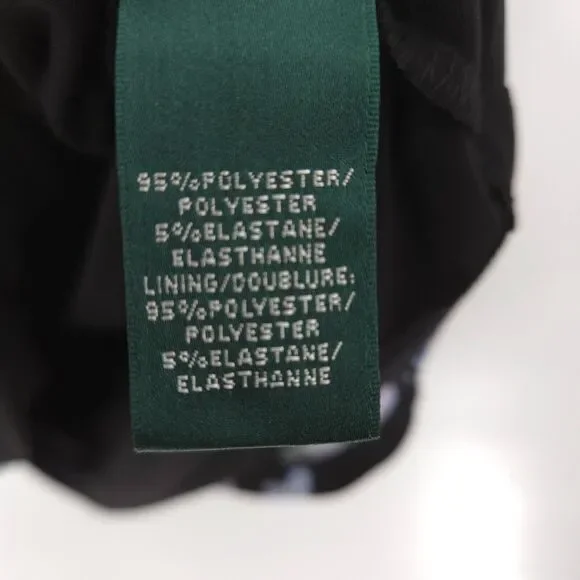 95%POLYESTER/
POLYESTER
5%ELASTANE/
ELASTHANNE
LINING/DOUBLURE:
95%POLYESTER/
POLYESTER
5%ELASTANE/
ELASTHANNE